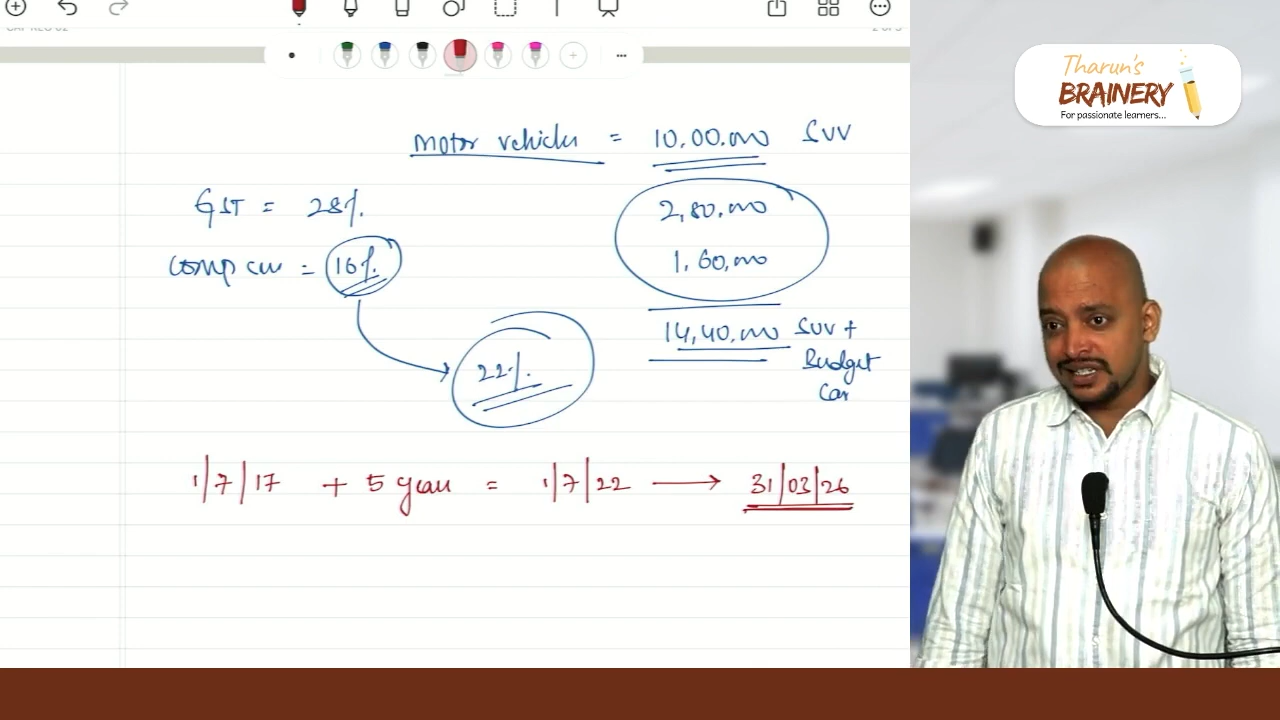 Tharun's
BRAINERY
For passionate learners...
motor vehicles = 10,00,000 SUV
GST = 28%. 2,80,000
comp cess = 16%. 1,60,000
14,40,000 SUV +
Budget
Car
22%.
1/7/17 + 5 years = 1/7/22 → 31/03/26